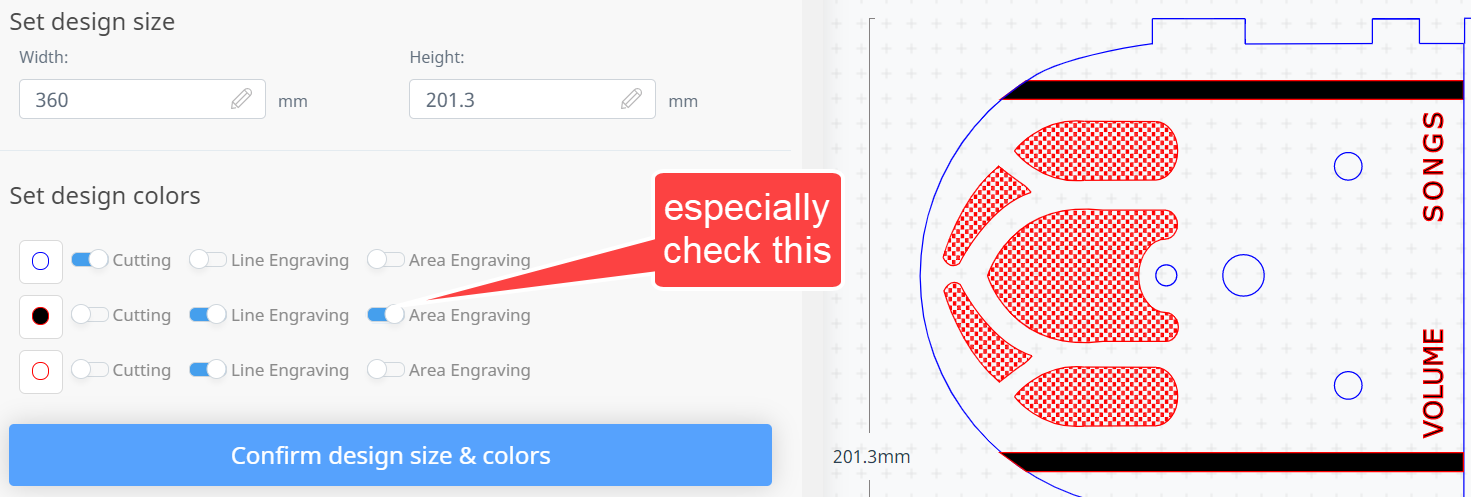 Set design size
Width:
Height:
360
mm
201.3
mm
Set design colors
Cutting
Line Engraving
Area Engraving
Cutting
Line Engraving
Area Engraving
Cutting
Line Engraving
Area Engraving
Confirm design size & colors
especially
check this
SONGS
VOLUME
201.3mm